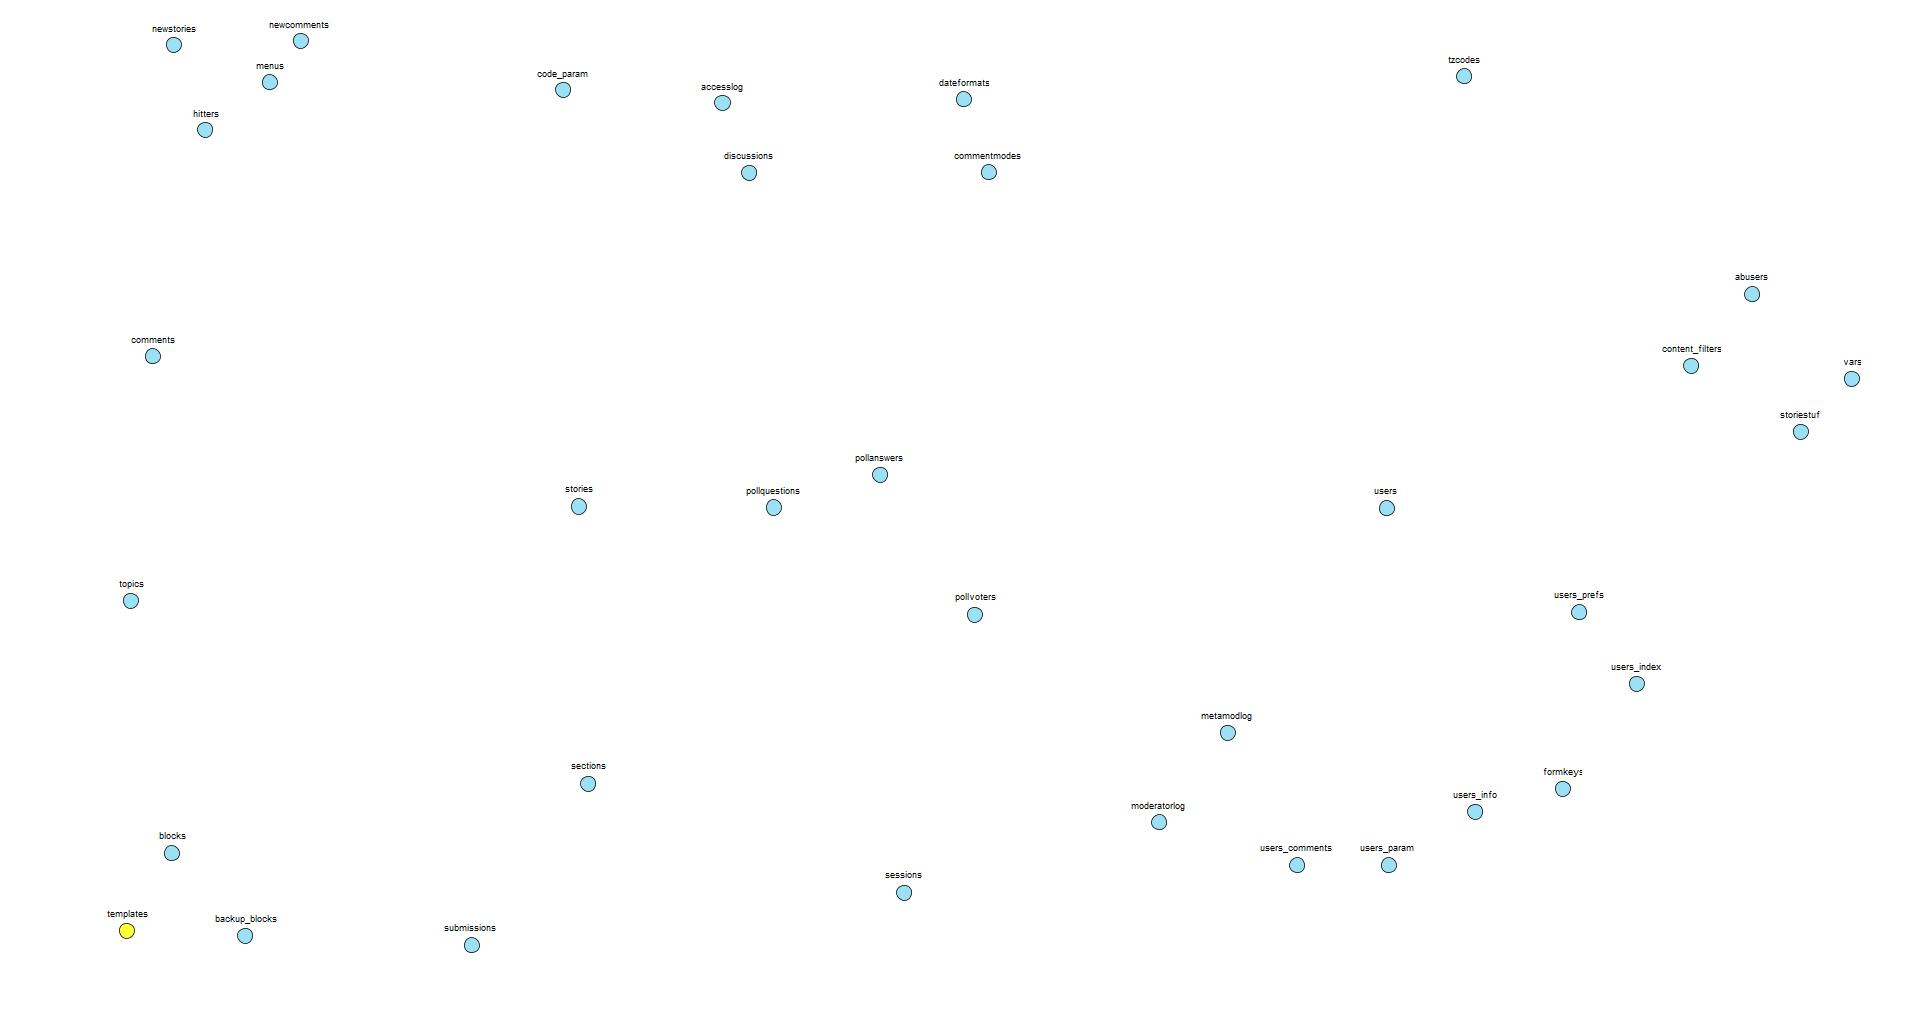 newstories
newcomments
menus
hitters
code_param
accesslog
dateformats
tzcodes
discussions
commentmodes
abusers
comments
content_filters
vars
storiestuf
pollanswers
stories
pollquestions
users
topics
pollvoters
users_prefs
users_index
metamodlog
sections
formkeys
users_info
moderatorlog
blocks
users_comments
users_param
sessions
templates
backup_blocks
submissions